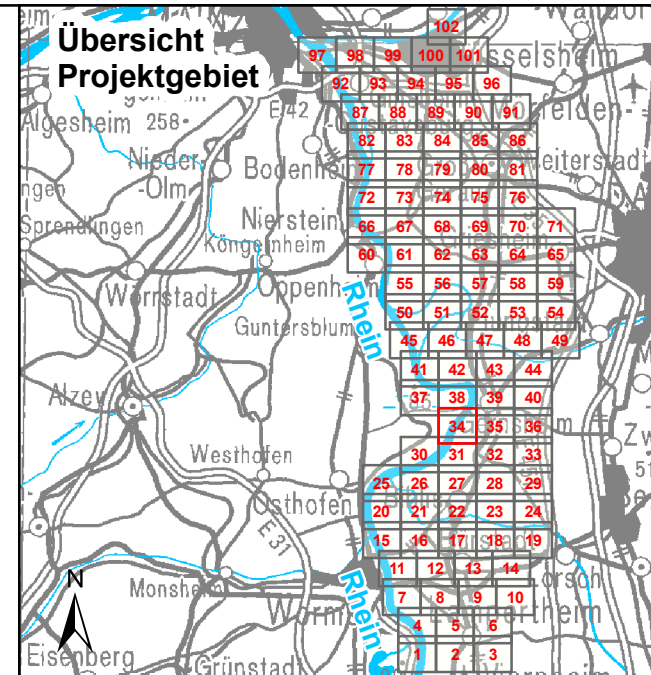 Übersicht
Projektgebiet
102
97 98 99 100 101
sselsheim
92 93 94 95 96
E 42
87 88 89 90 91
Algesheim 258
82 83 84 85 86
Nieder-
-Olm
Bodenhei
eiterstadt
77 78 79 80 81
72 73 74 75 76
Sprendlingen
Nierstein
66 67 68 69 70 71
Köngernheim
60 61 62 63 64 65
Wörrstadt
Oppenh
55 56 57 58 59
Rhein
50 51 52 53 54
Guntersblum
45 46 47 48 49
41 42 43 44
Alzey
37 38 39 40
34 35 36
Westhofen
30 31 32 33
25 26 27 28 29
Osthofen
20 21 22 23 24
E 31
15 16 17 18 19
11 12 13 14
Monsheim
N
Rhein
Worms
7 8 9 10
4 5 6
Eisenberg
Grünstadt
1 2 3